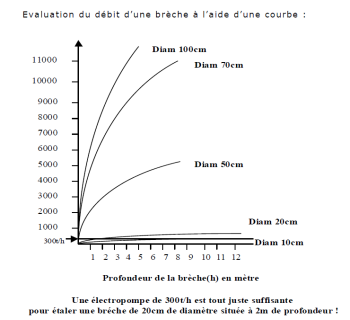 Evaluation du débit d'une brèche à l'aide d'une courbe :
Diam 100cm
Diam 70cm
11000
10000
9000
8000
7000
6000
Diam 50cm
5000
4000
3000
2000
Diam 20cm
1000
300t/h
Diam 10cm
1 2 3 4 5 6 7 8 9 10 11 12
Profondeur de la brèche(h) en mètre
Une électropompe de 300t/h est tout juste suffisante
pour étaler une brèche de 20cm de diamètre située à 2m de profondeur !